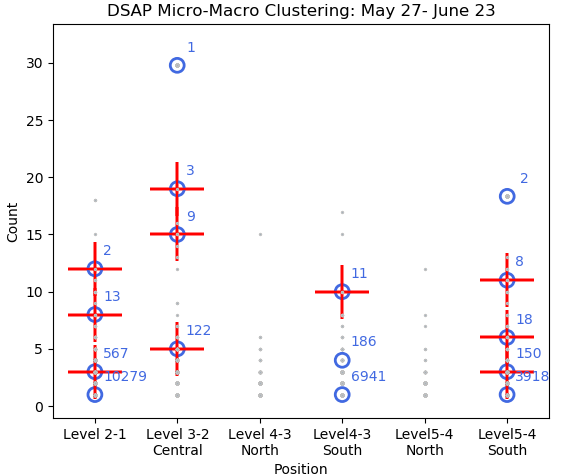 DSAP Micro-Macro Clustering: May 27- June 23
Count
30
25
20
15
10
5
0
1
3
9
122
2
13
567
10279
11
186
6941
2
8
18
150
3918
Level 2-1
Level 3-2
Central
Level 4-3
North
Level4-3
South
Level5-4
North
Level5-4
South
Position